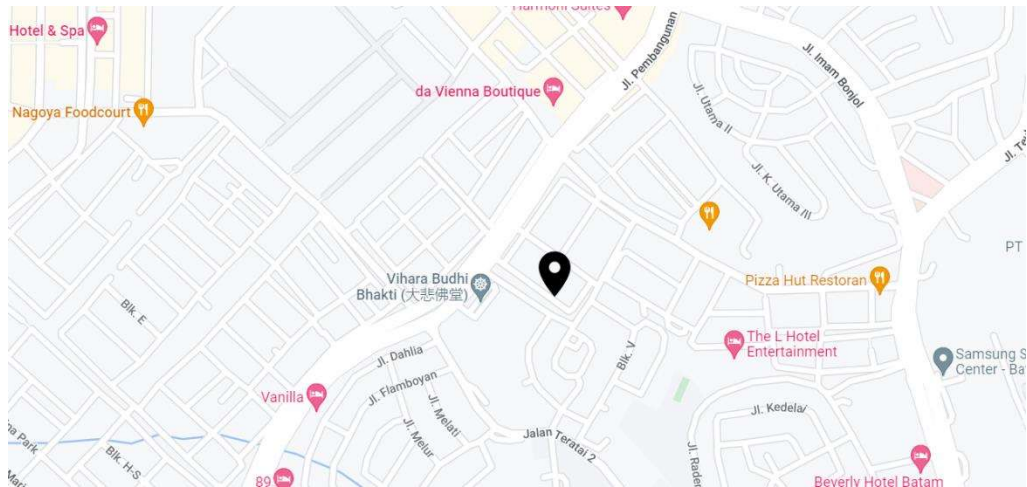 Harmoni Suites
Hotel & Spa
Jl. Pembangunan
Jl. Imam Bonjol
da Vienna Boutique
Nagoya Foodcourt
Jl. Utama II
Jl. K. Utama III
PT
Vihara Budhi
Bhakti (大悲佛堂)
Pizza Hut Restoran
Blk. E
The L Hotel
Entertainment
Blk. V
Samsung S
Center - Ba
Jl. Dahlia
Jl. Flamboyan
Vanilla
Jl. Melati
Jl. Melur
Jl. Kedelai
Jalan Teratai 2
Park
Blk. H-S
89
Beverly Hotel Batam